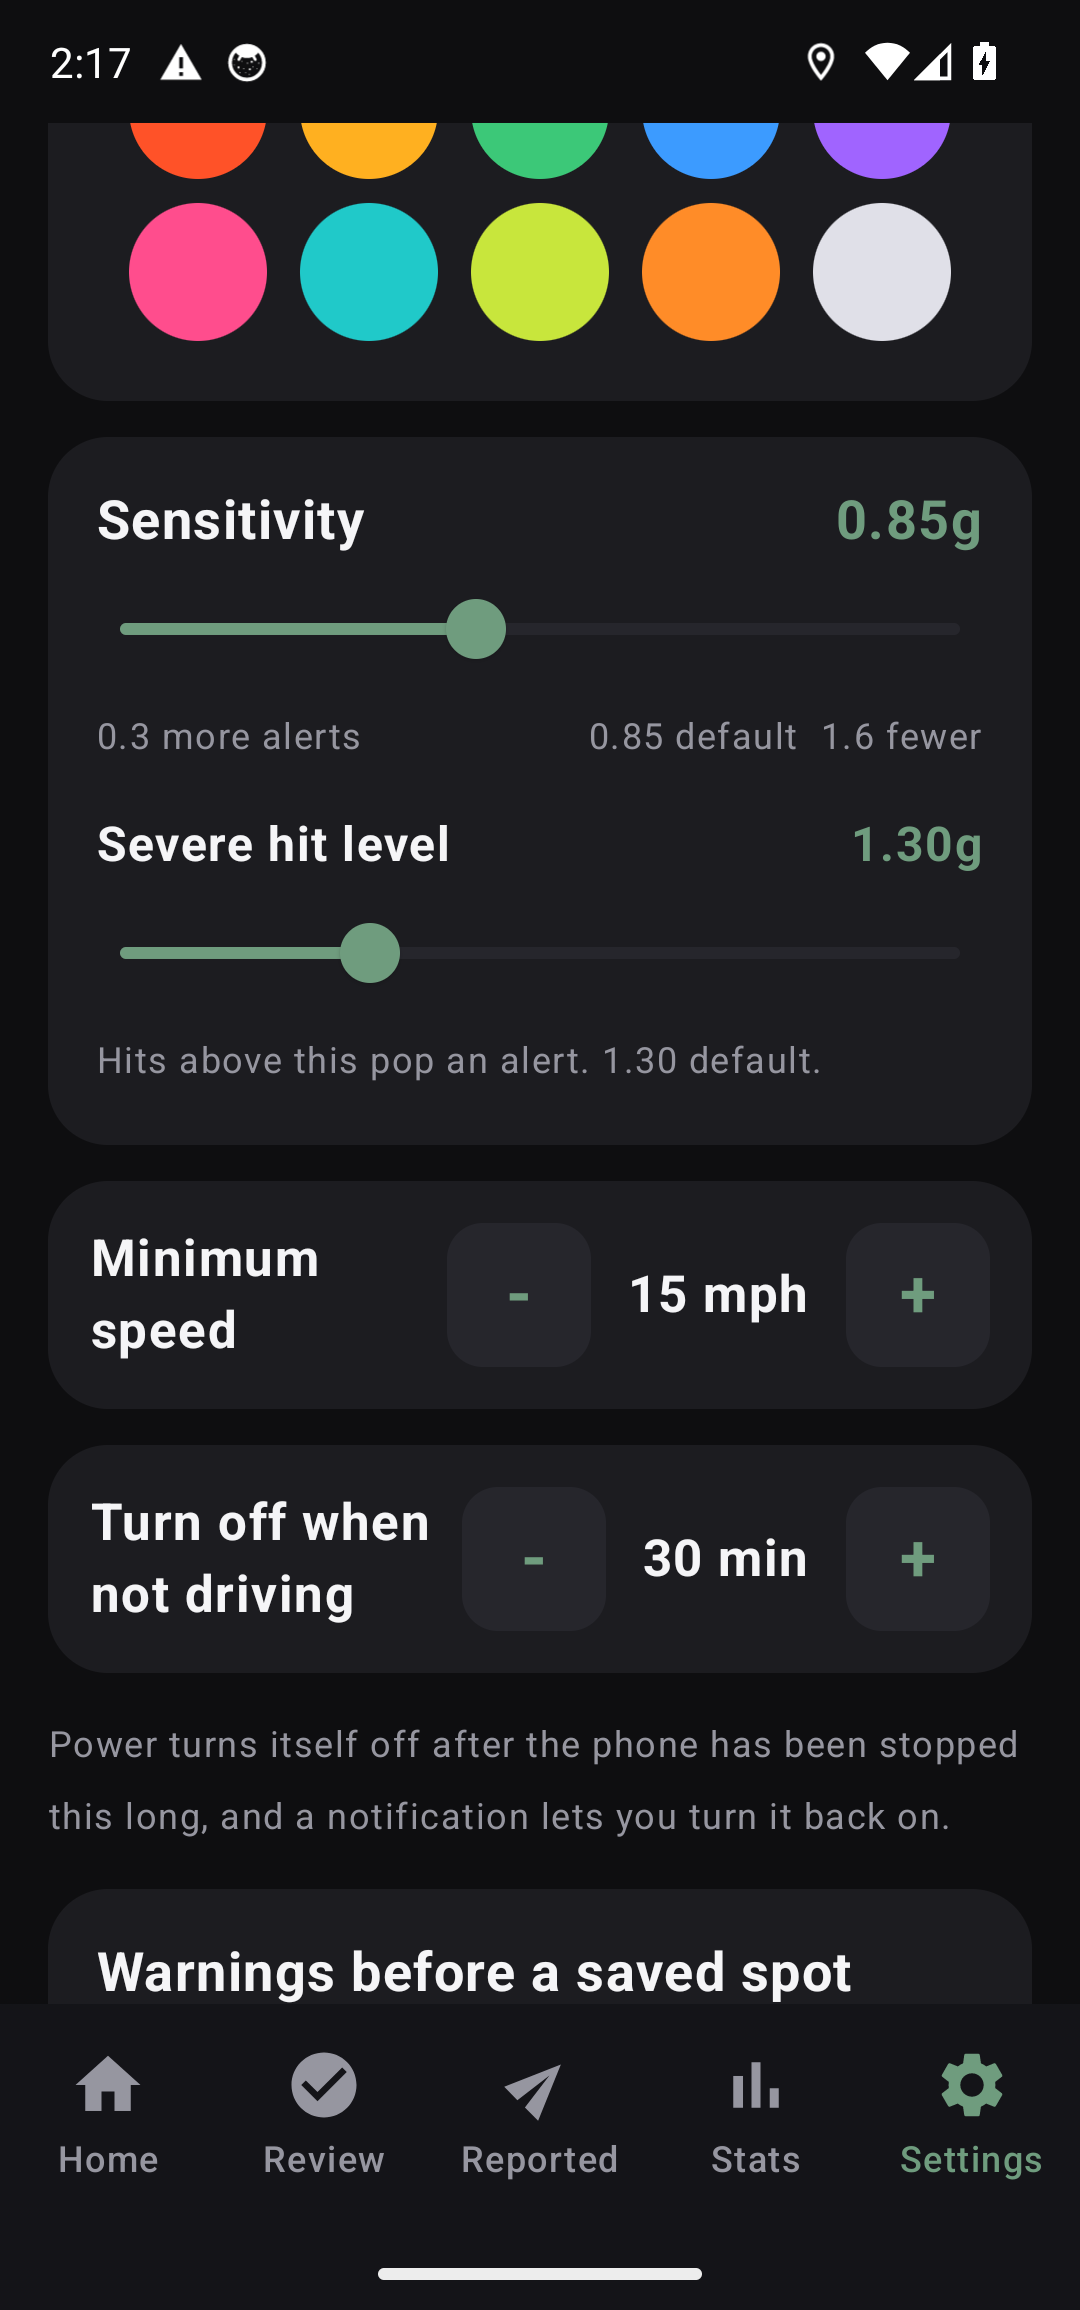 2:17
Sensitivity 0.85g
0.3 more alerts 0.85 default 1.6 fewer
Severe hit level 1.30g
Hits above this pop an alert. 1.30 default.
Minimum
speed
- 15 mph +
Turn off when
not driving
- 30 min +
Power turns itself off after the phone has been stopped
this long, and a notification lets you turn it back on.
Warnings before a saved spot
Home Review Reported Stats Settings